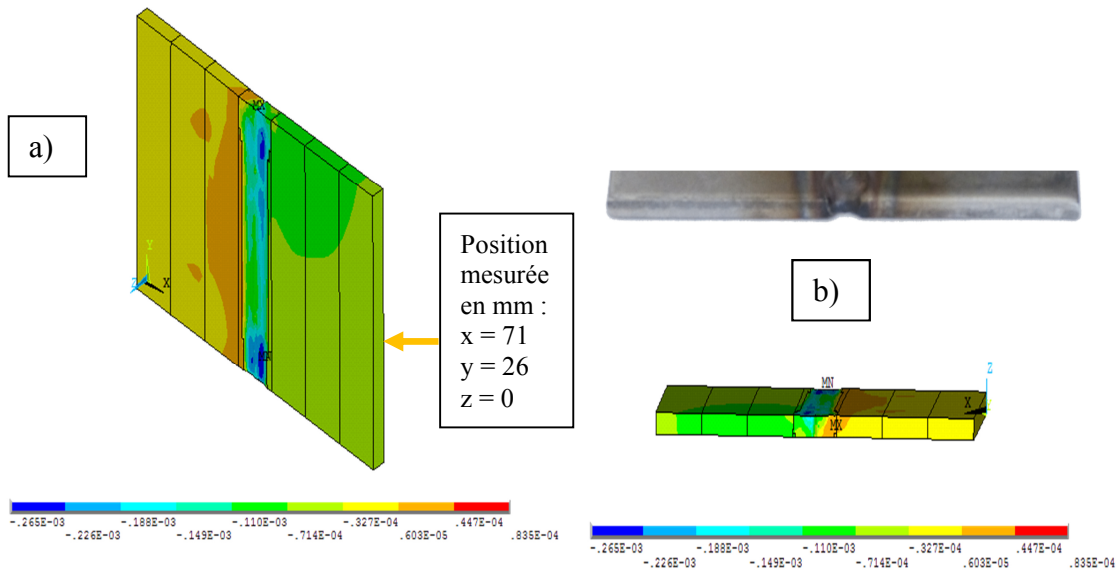 a)
MX
Y
Z
X
MN
Position
mesurée
en mm :
x = 71
y = 26
z = 0
-.265E-03 -.188E-03 -.110E-03 -.327E-04 .447E-04
-.226E-03 -.149E-03 -.714E-04 .603E-05 .835E-04
b)
MN
Z
X
MX
-.265E-03 -.188E-03 -.110E-03 -.327E-04 .447E-04
-.226E-03 -.149E-03 -.714E-04 .603E-05 .835E-04